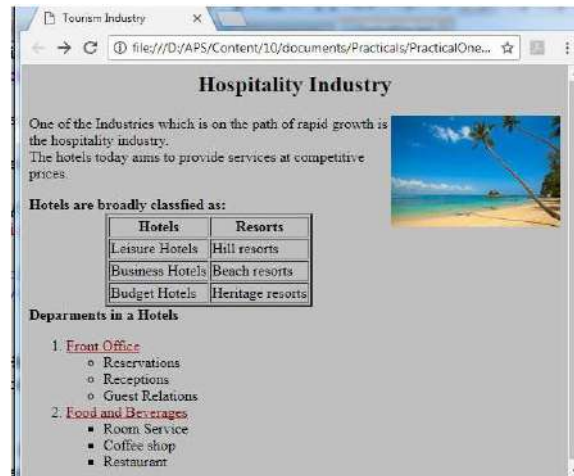 Tourism Industry
file:///D:/APS/Content/10/documents/Practicals/PracticalOne...
Hospitality Industry
One of the Industries which is on the path of rapid growth is
the hospitality industry.
The hotels today aims to provide services at competitive
prices.
Hotels are broadly classfied as:
Hotels Resorts
Leisure Hotels Hill resorts
Business Hotels Beach resorts
Budget Hotels Heritage resorts
Deparments in a Hotels
1. Front Office
Reservations
Receptions
Guest Relations
2. Food and Beverages
Room Service
Coffee shop
Restaurant